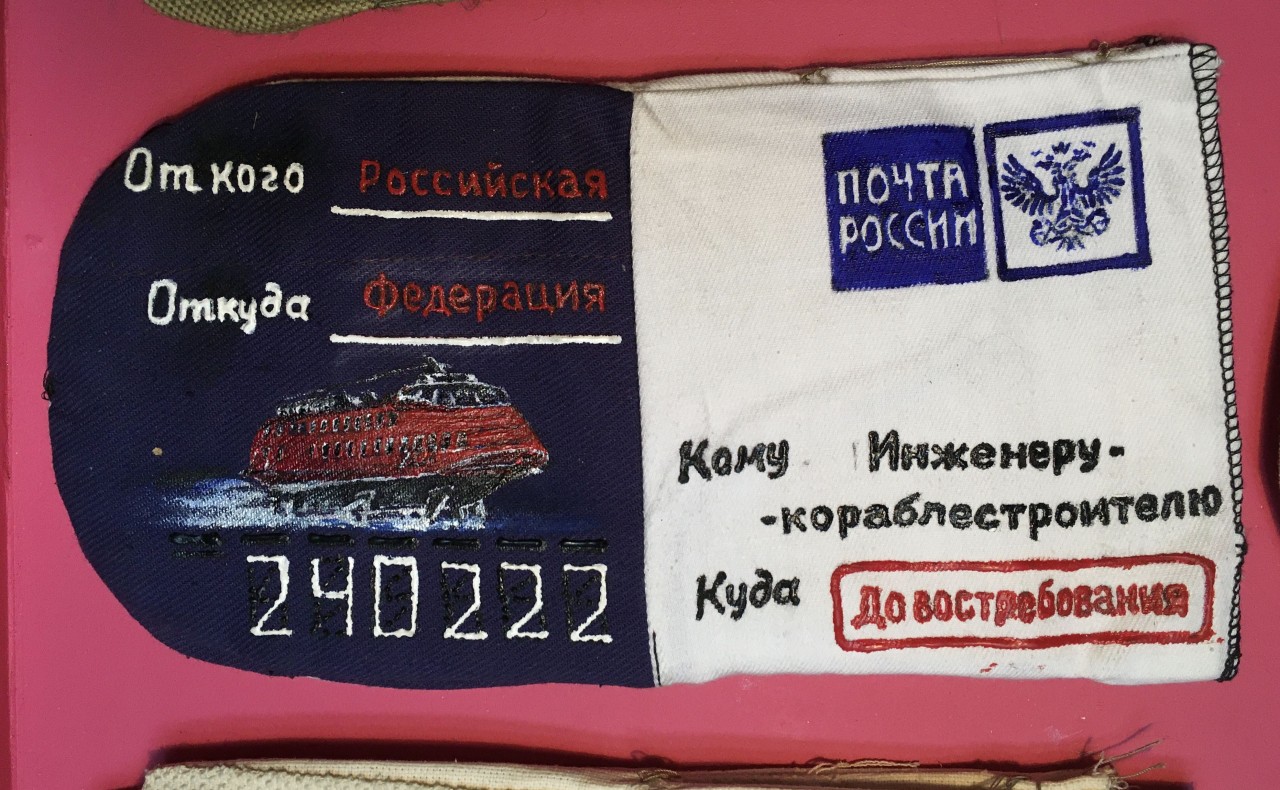 От кого Российская
Откуда Федерация
240222
ПОЧТА
РОССИИ
Кому Инженеру-
-кораблестроителю
Куда До востребования